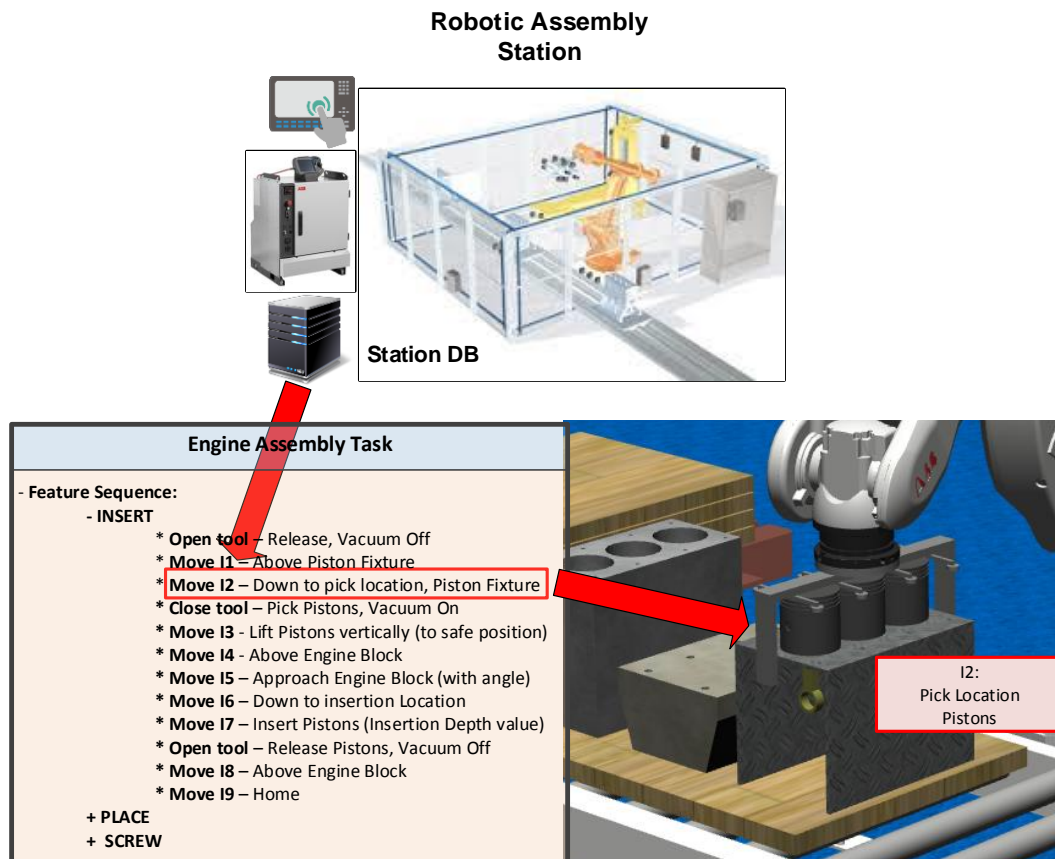 Robotic Assembly
Station
Station DB
Engine Assembly Task
- Feature Sequence:
- INSERT
* Open tool – Release, Vacuum Off
* Move I1 – Above Piston Fixture
* Move I2 – Down to pick location, Piston Fixture
* Close tool – Pick Pistons, Vacuum On
* Move I3 - Lift Pistons vertically (to safe position)
* Move I4 - Above Engine Block
* Move I5 – Approach Engine Block (with angle)
* Move I6 – Down to insertion Location
* Move I7 – Insert Pistons (Insertion Depth value)
* Open tool – Release Pistons, Vacuum Off
* Move I8 – Above Engine Block
* Move I9 – Home
+ PLACE
+ SCREW
ABB
I2:
Pick Location
Pistons